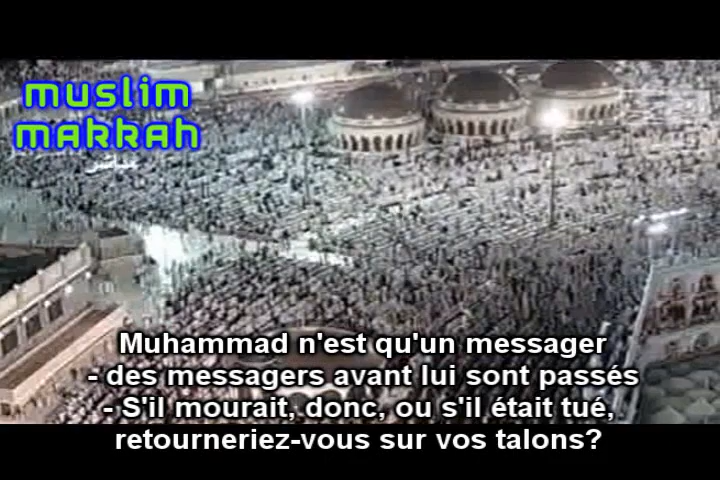 muslim
makkah
مباشر
Muhammad n'est qu'un messager
- des messagers avant lui sont passés
- S'il mourait, donc, ou s'il était tué,
retourneriez-vous sur vos talons?